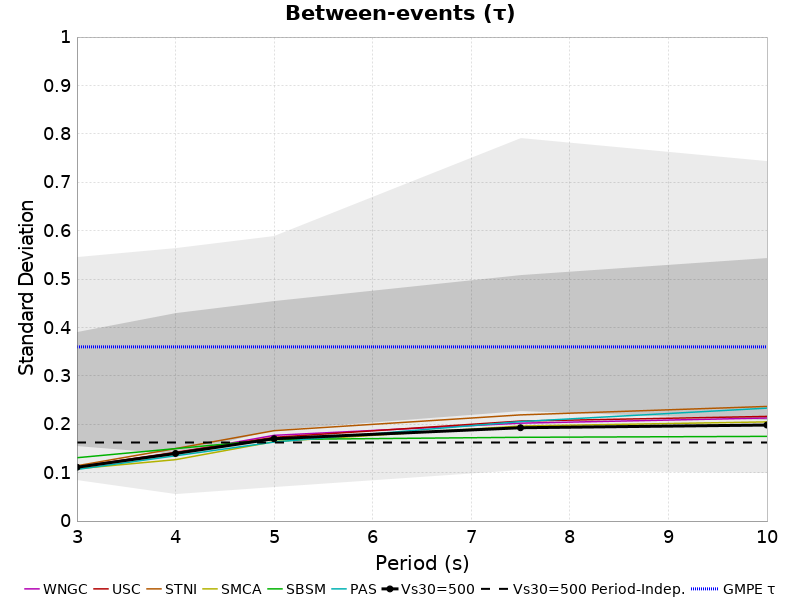 Between-events (τ)
1
0.9
0.8
0.7
0.6
0.5
0.4
0.3
0.2
0.1
0
Standard Deviation
3 4 5 6 7 8 9 10
Period (s)
WNGC USC STNI SMCA SBSM PAS Vs30=500 Vs30=500 Period-Indep. GMPE τ